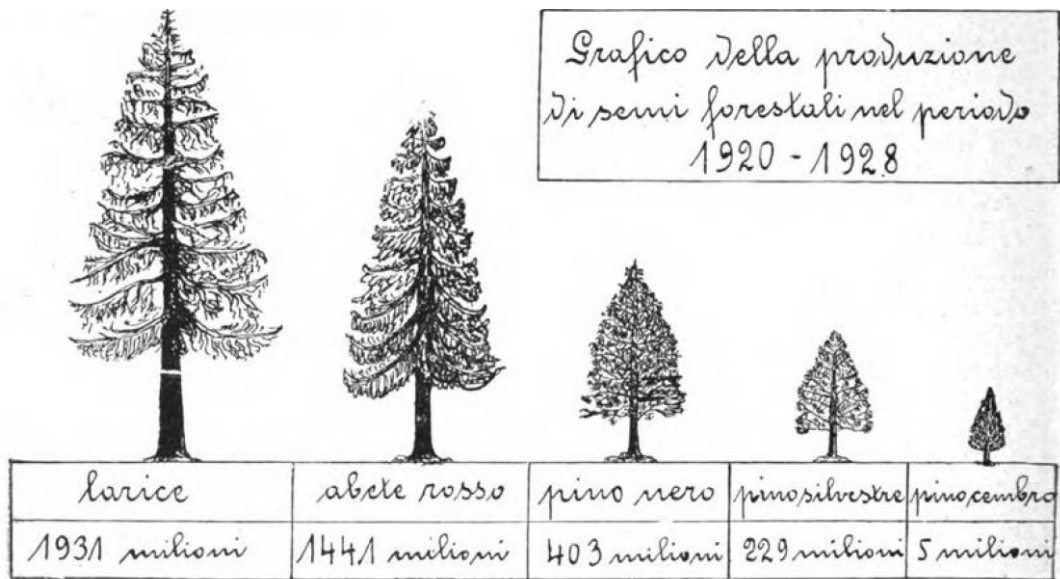 Grafico della produzione
di semi forestali nel periodo
1920 - 1928
larice abete rosso pino nero pino silvestre pino cembro
1931 milioni 1441 milioni 403 milioni 229 milioni 5 milioni